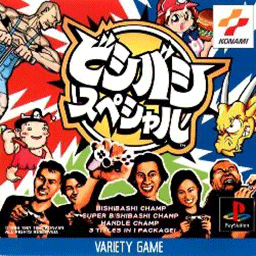 KONAMI
ビシバシ
スペシャル
BISHIBASHI CHAMP
SUPER BISHIBASHI CHAMP
HANDLE CHAMP
3 TITLES IN 1 PACKAGE!
PlayStation
VARIETY GAME